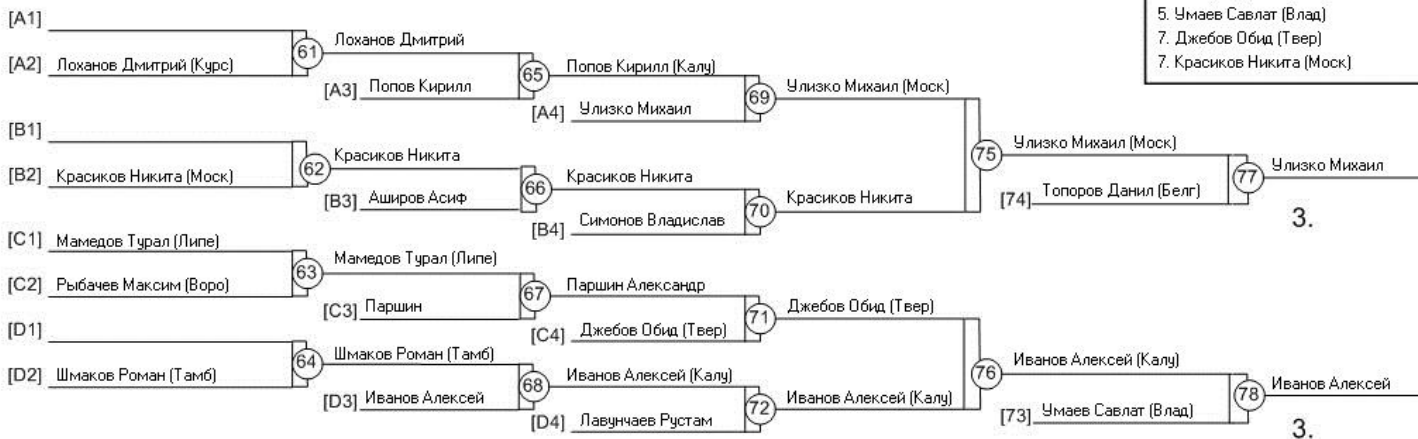 5. Умаев Савлат (Влад)
7. Джебов Обид (Твер)
7. Красиков Никита (Моск)
[A1]
61 Лоханов Дмитрий
[A2] Лоханов Дмитрий (Курс)
65 Попов Кирилл (Калу)
[A3] Попов Кирилл
69 Улизко Михаил (Моск)
[A4] Улизко Михаил
[B1]
75 Улизко Михаил (Моск)
62 Красиков Никита
77 Улизко Михаил
[B2] Красиков Никита (Моск)
66 Красиков Никита
[74] Топоров Данил (Белг)
[B3] Аширов Асиф
70 Красиков Никита
3.
[B4] Симонов Владислав
[C1] Мамедов Турал (Липе)
63 Мамедов Турал (Липе)
[C2] Рыбачев Максим (Воро)
67 Паршин Александр
[C3] Паршин
71 Джебов Обид (Твер)
[C4] Джебов Обид (Твер)
[D1]
64 Шмаков Роман (Тамб)
76 Иванов Алексей (Калу)
[D2] Шмаков Роман (Тамб)
68 Иванов Алексей (Калу)
78 Иванов Алексей
[D3] Иванов Алексей
72 Иванов Алексей (Калу)
[73] Умаев Савлат (Влад)
[D4] Лавунчаев Рустам
3.